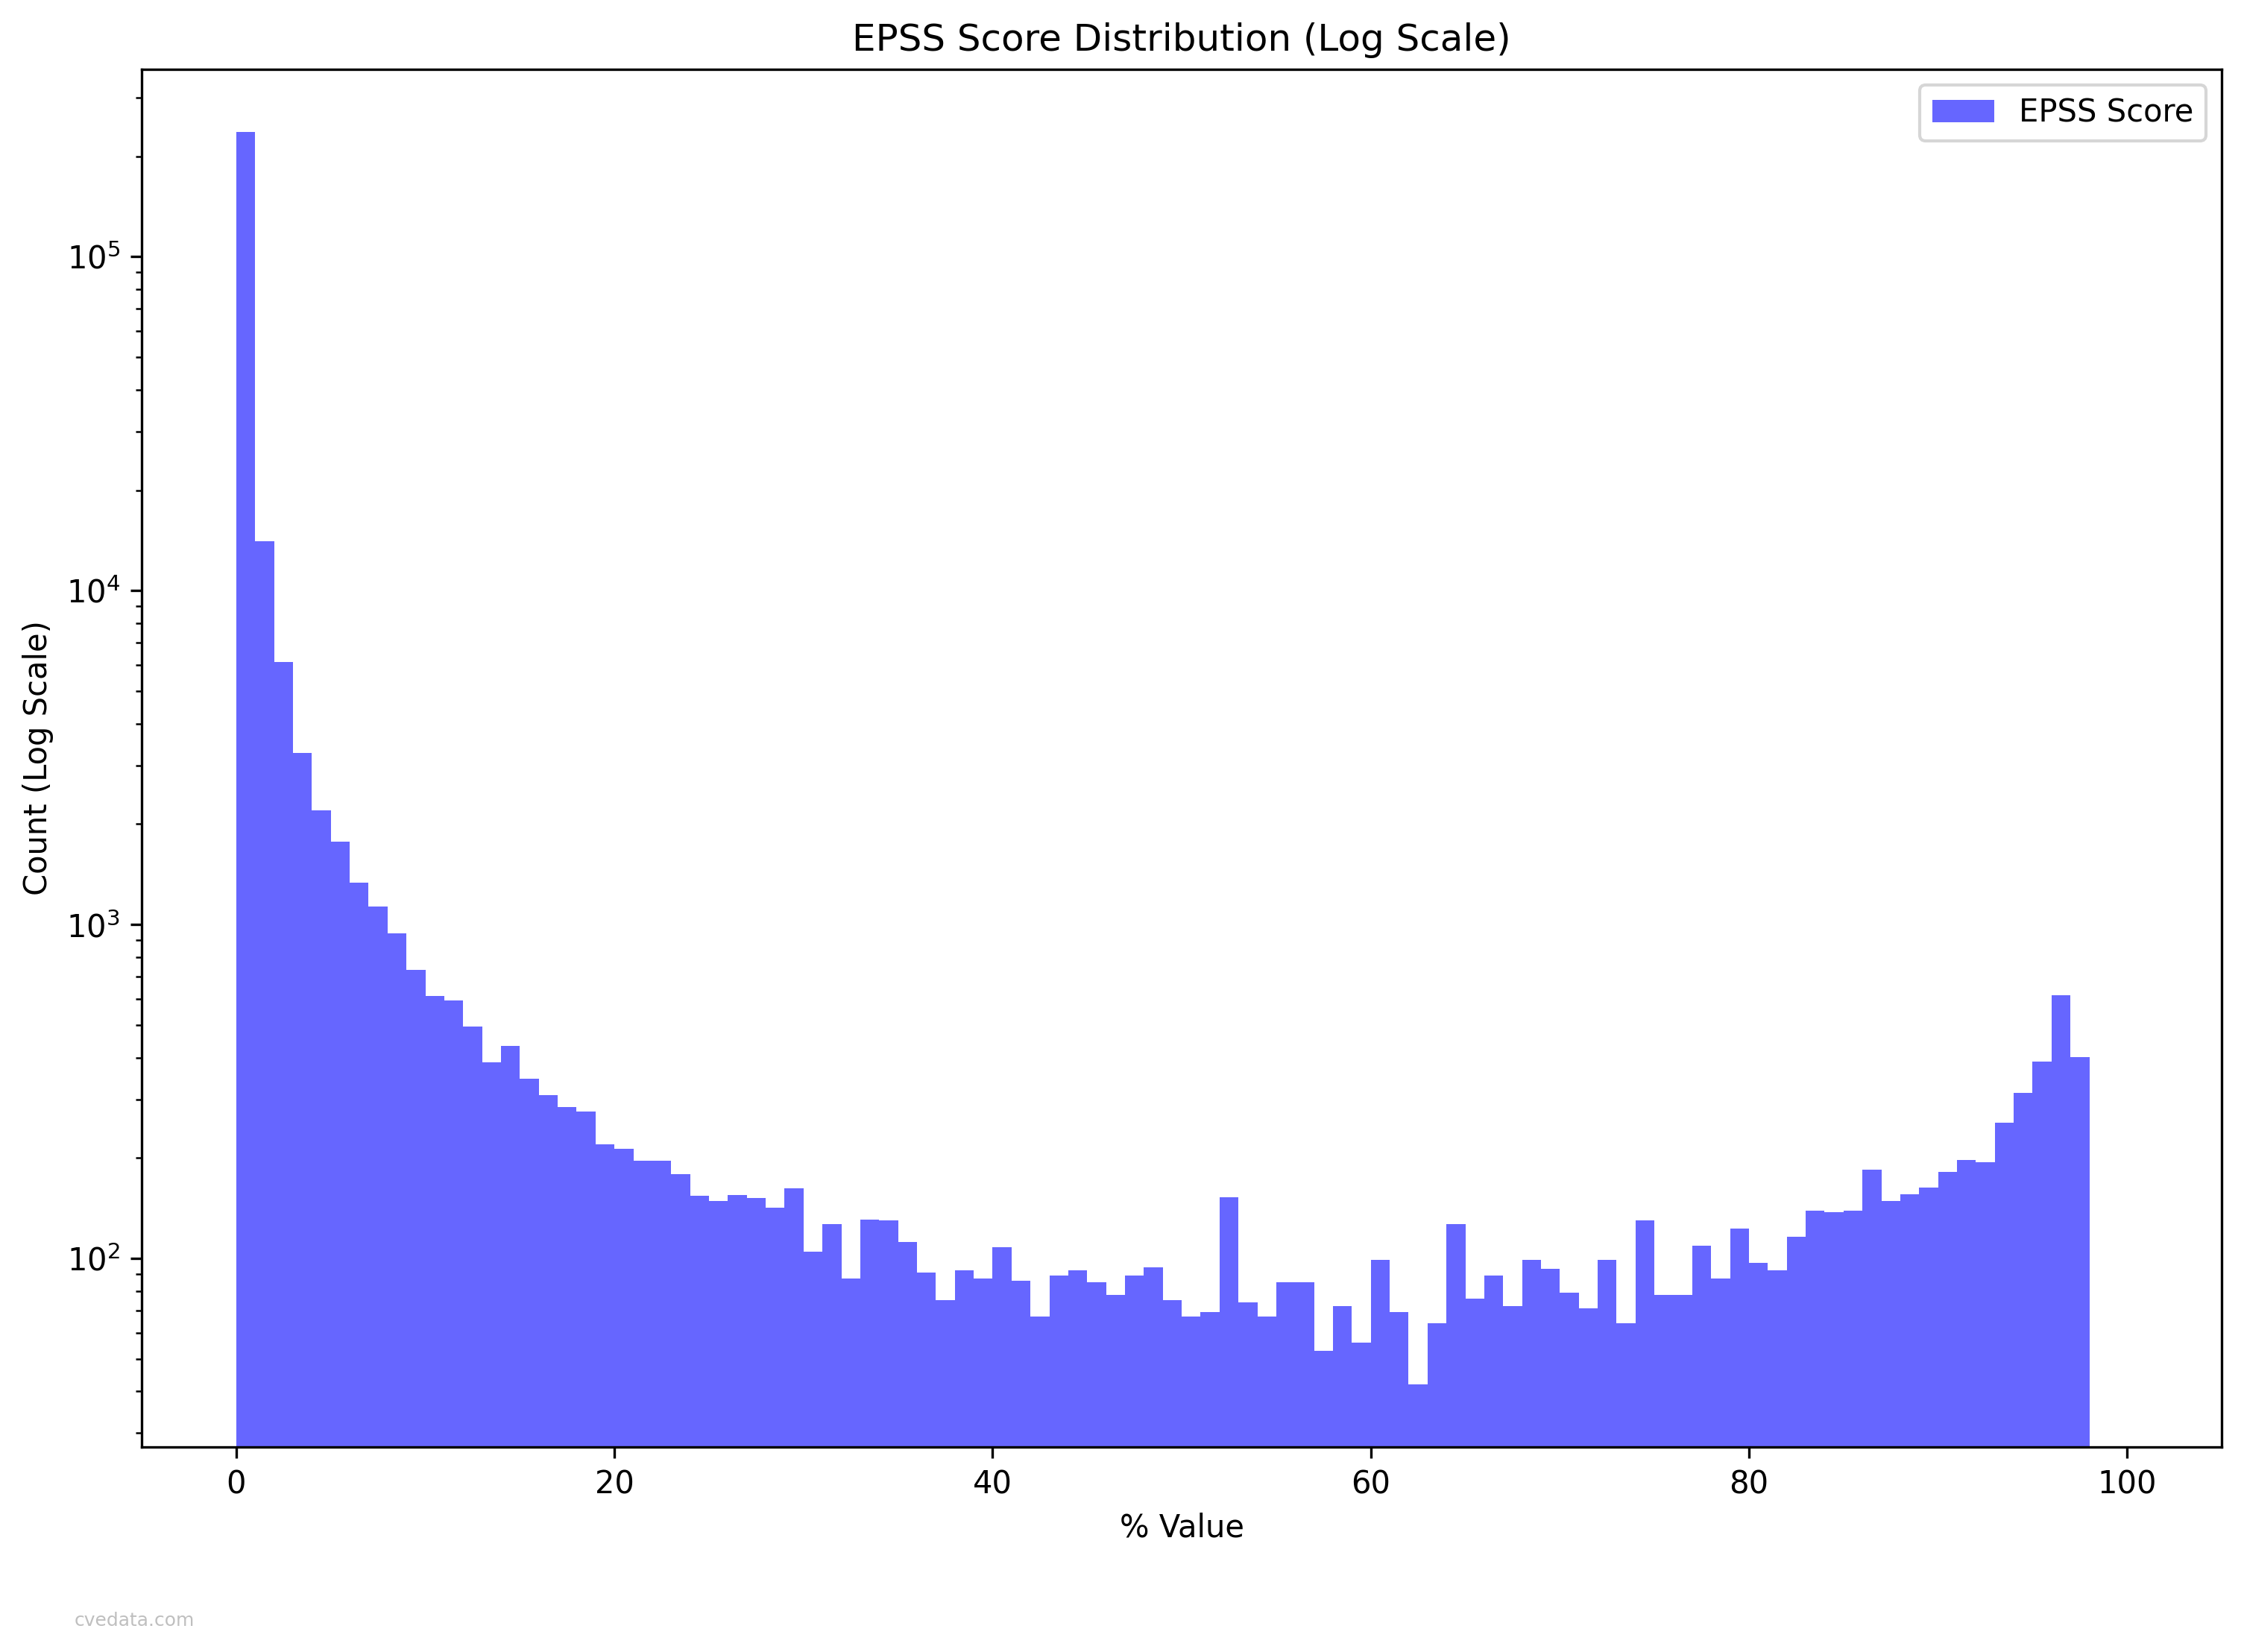 EPSS Score Distribution (Log Scale)
EPSS Score
Count (Log Scale)
10⁵
10⁴
10³
10²
0 20 40 60 80 100
% Value
cvedata.com